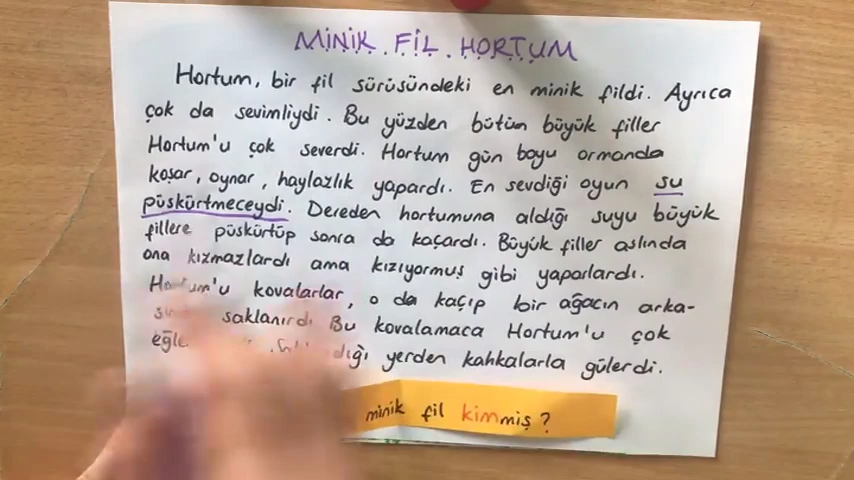 MİNİK FİL HORTUM
Hortum, bir fil sürüsündeki en minik fildi. Ayrıca
çok da sevimliydi. Bu yüzden bütün büyük filler
Hortum'u çok severdi. Hortum gün boyu ormanda
koşar, oynar, haylazlık yapardı. En sevdiği oyun su
püskürtmeceydi. Dereden hortumuna aldığı suyu büyük
fillere püskürtüp sonra da kaçardı. Büyük filler aslında
ona kızmazlardı ama kızıyormuş gibi yaparlardı.
Hortum'u kovalarlar, o da kaçıp bir ağacın arka-
saklanırdı. Bu kovalamaca Hortum'u çok
yerden kahkalarla gülerdi.
minik fil kimmiş?